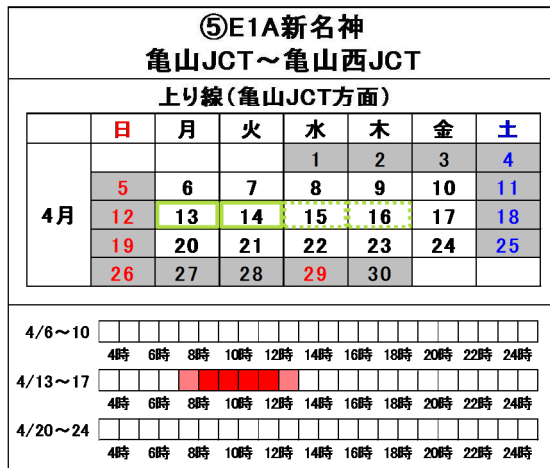 ⑤E1A新名神
亀山JCT～亀山西JCT
上り線（亀山JCT方面）
日 月 火 水 木 金 土
1 2 3 4
5 6 7 8 9 10 11
4月 12 13 14 15 16 17 18
19 20 21 22 23 24 25
26 27 28 29 30
4/6～10
4時 6時 8時 10時 12時 14時 16時 18時 20時 22時 24時
4/13～17
4時 6時 8時 10時 12時 14時 16時 18時 20時 22時 24時
4/20～24
4時 6時 8時 10時 12時 14時 16時 18時 20時 22時 24時